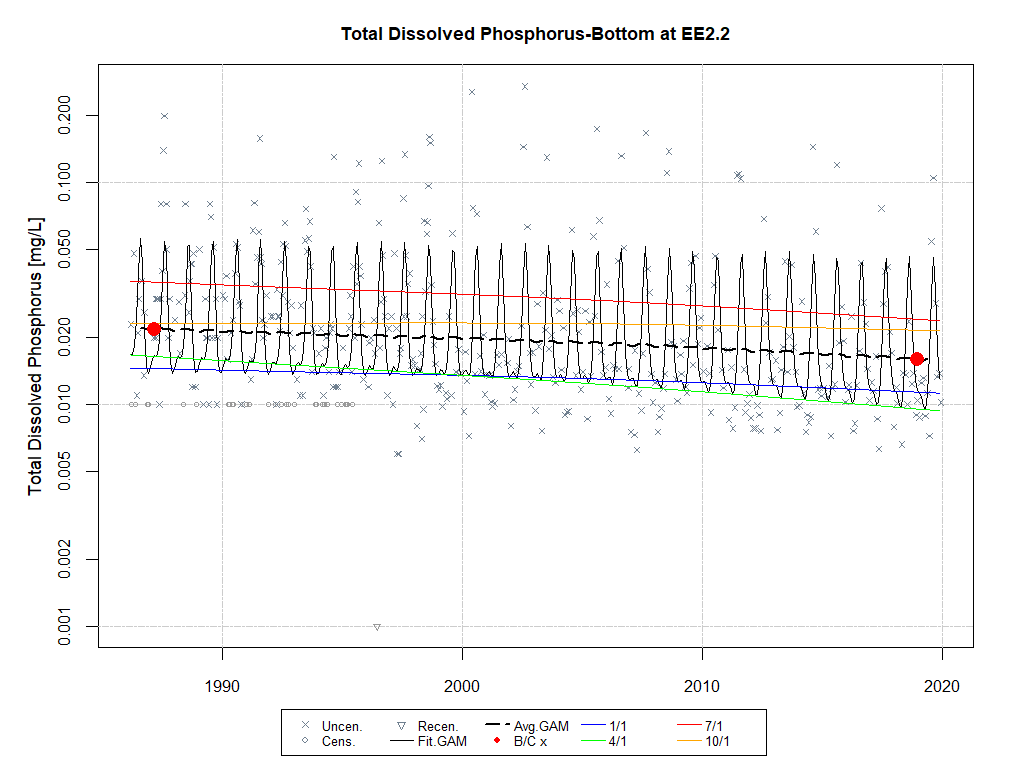 Total Dissolved Phosphorus-Bottom at EE2.2
Total Dissolved Phosphorus [mg/L]
0.200
0.100
0.050
0.020
0.010
0.005
0.002
0.001
1990 2000 2010 2020
Uncen. Recen. Avg.GAM 1/1 7/1
Cens. Fit.GAM B/C x 4/1 10/1